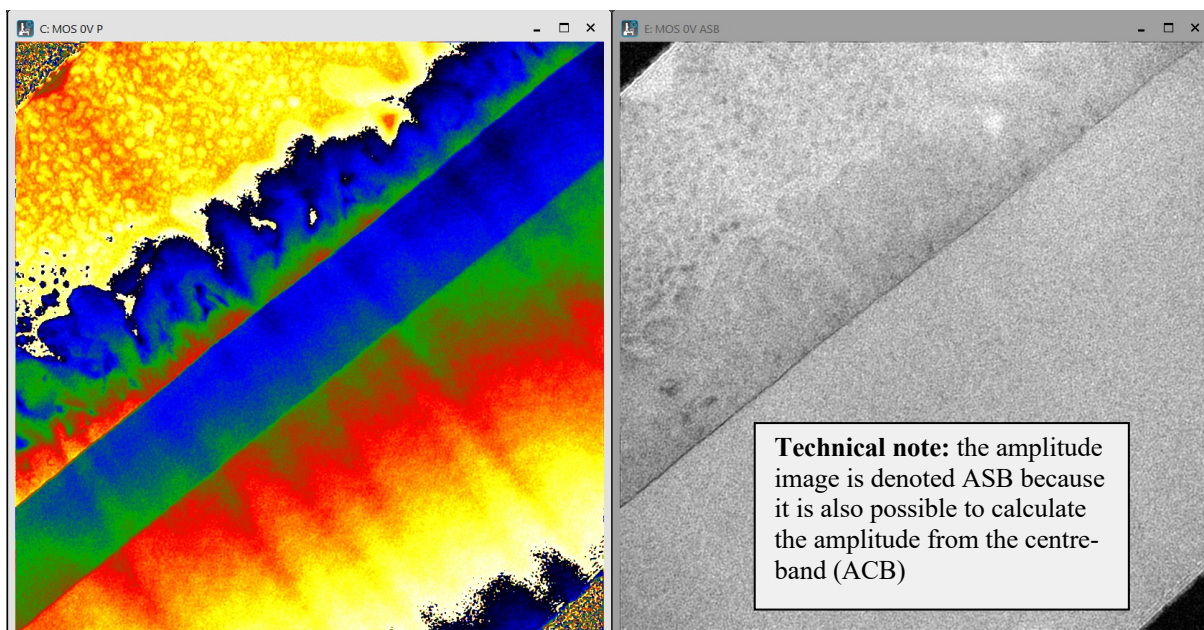 C: MOS 0V P
E: MOS 0V ASB
Technical note: the amplitude
image is denoted ASB because
it is also possible to calculate
the amplitude from the centre-
band (ACB)